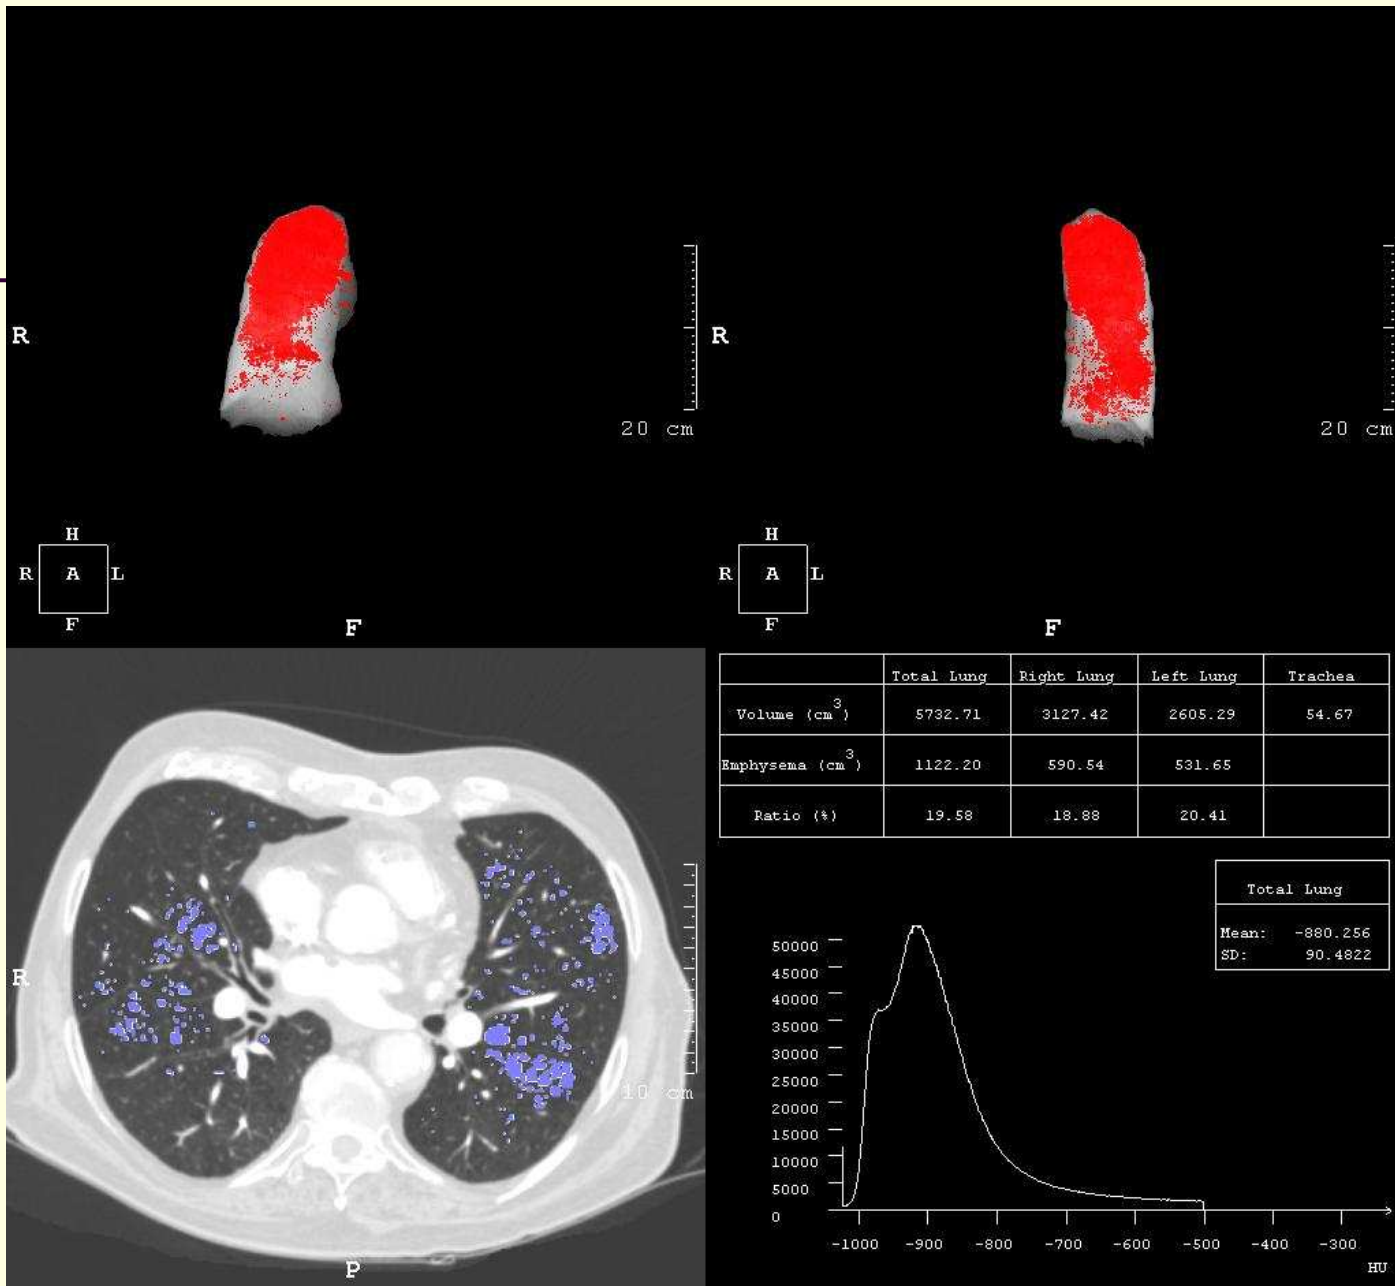 R
20 cm
H
R A L
F
F
R
20 cm
H
R A L
F
F
R
10 cm
P
Total Lung Right Lung Left Lung Trachea
Volume (cm3) 5732.71 3127.42 2605.29 54.67
Emphysema (cm3) 1122.20 590.54 531.65
Ratio (%) 19.58 18.88 20.41
Total Lung
Mean: -880.256
SD: 90.4822
50000
45000
40000
35000
30000
25000
20000
15000
10000
5000
0
-1000 -900 -800 -700 -600 -500 -400 -300
HU